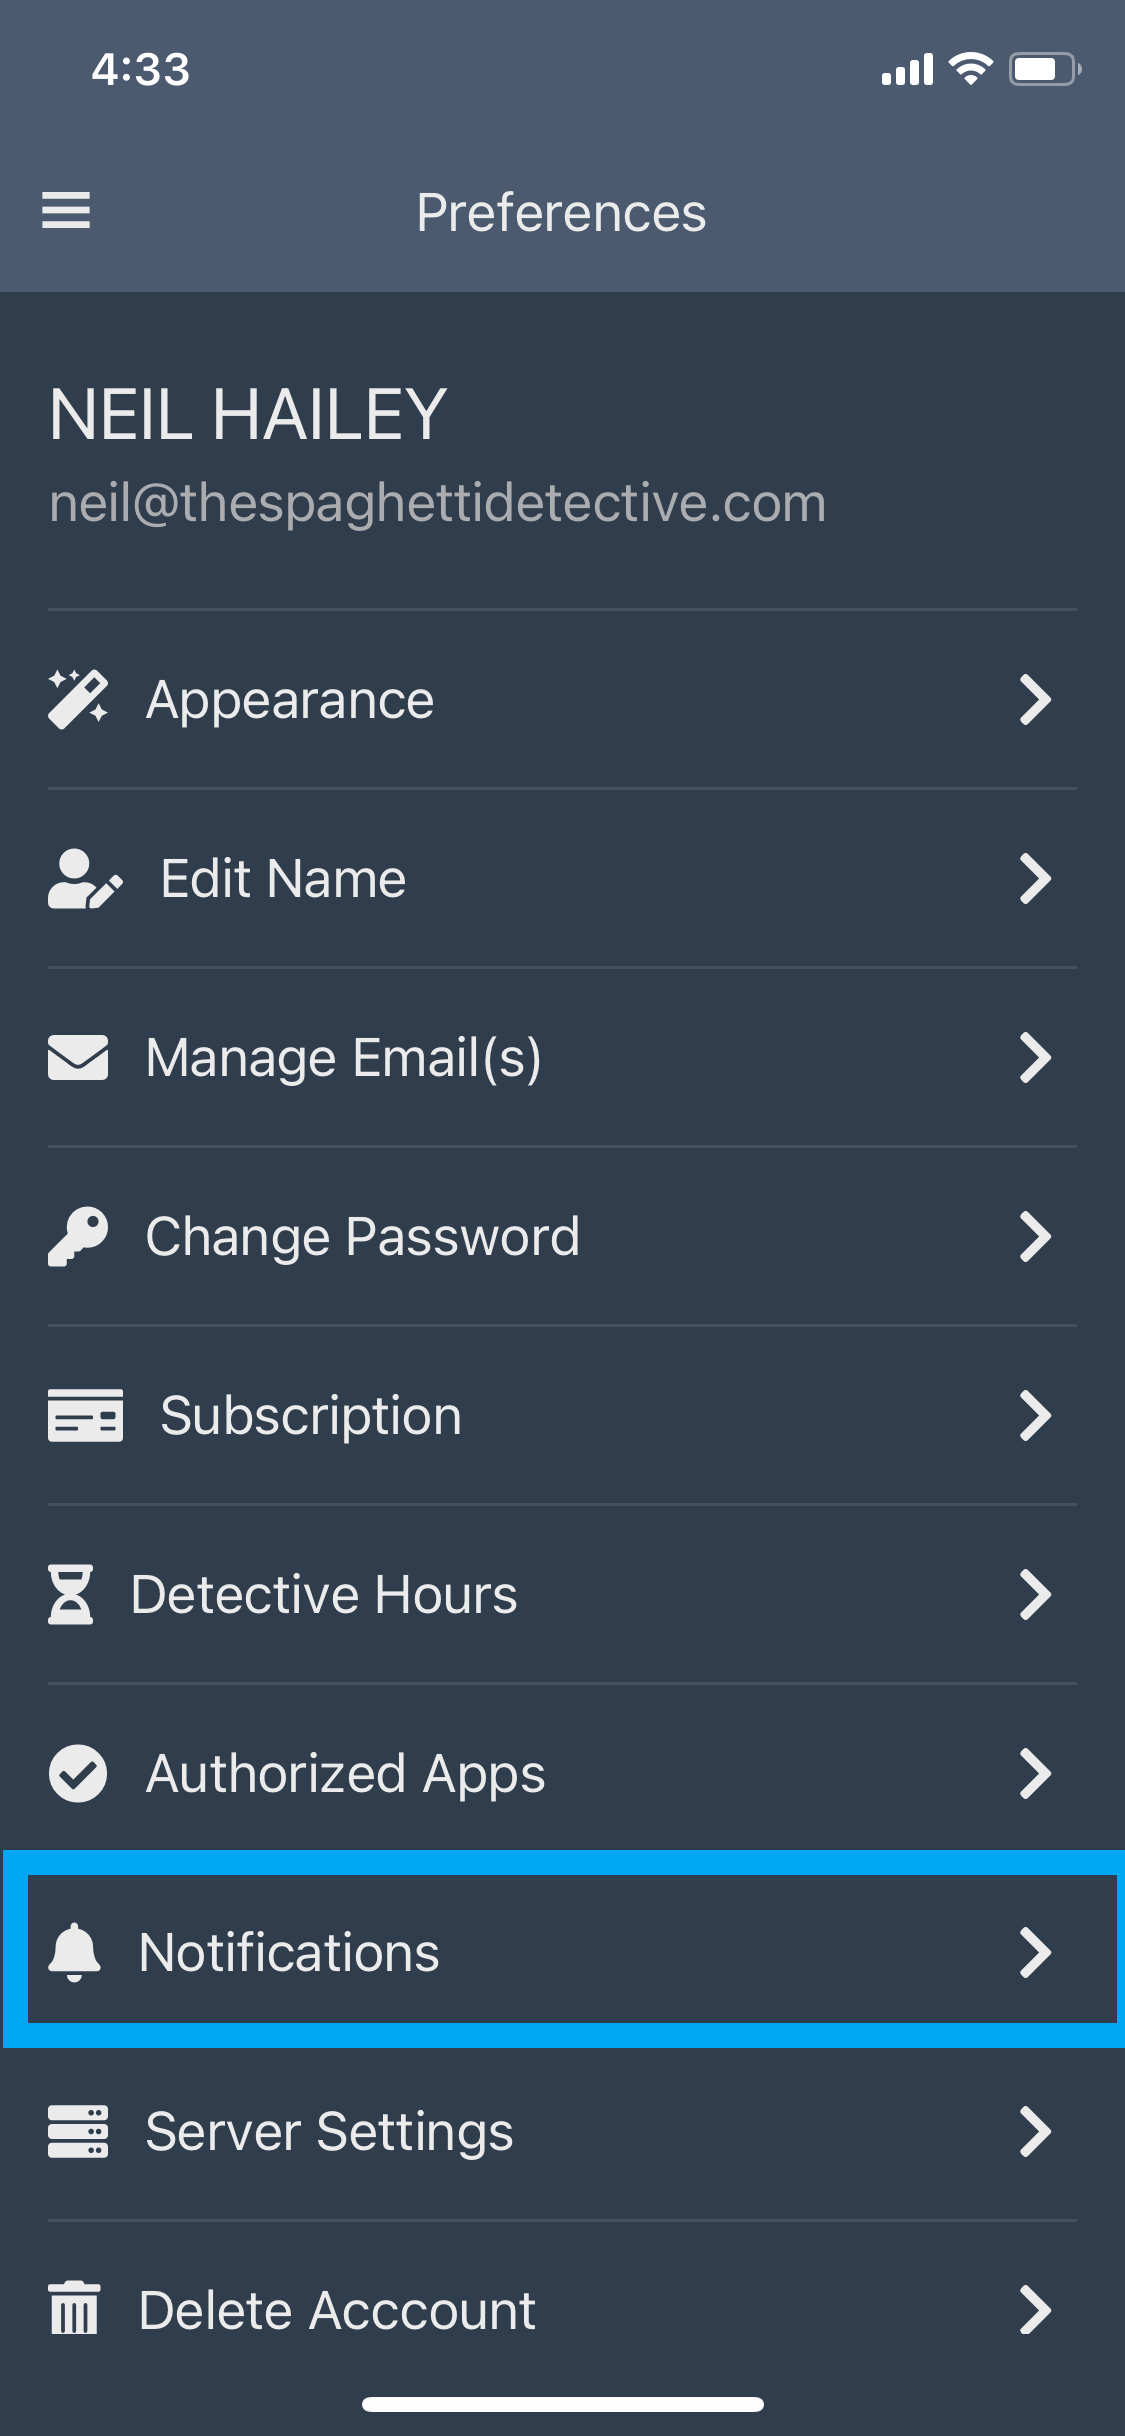 4:33
Preferences
NEIL HAILEY
neil@thespaghettidetective.com
Appearance
Edit Name
Manage Email(s)
Change Password
Subscription
Detective Hours
Authorized Apps
Notifications
Server Settings
Delete Acccount